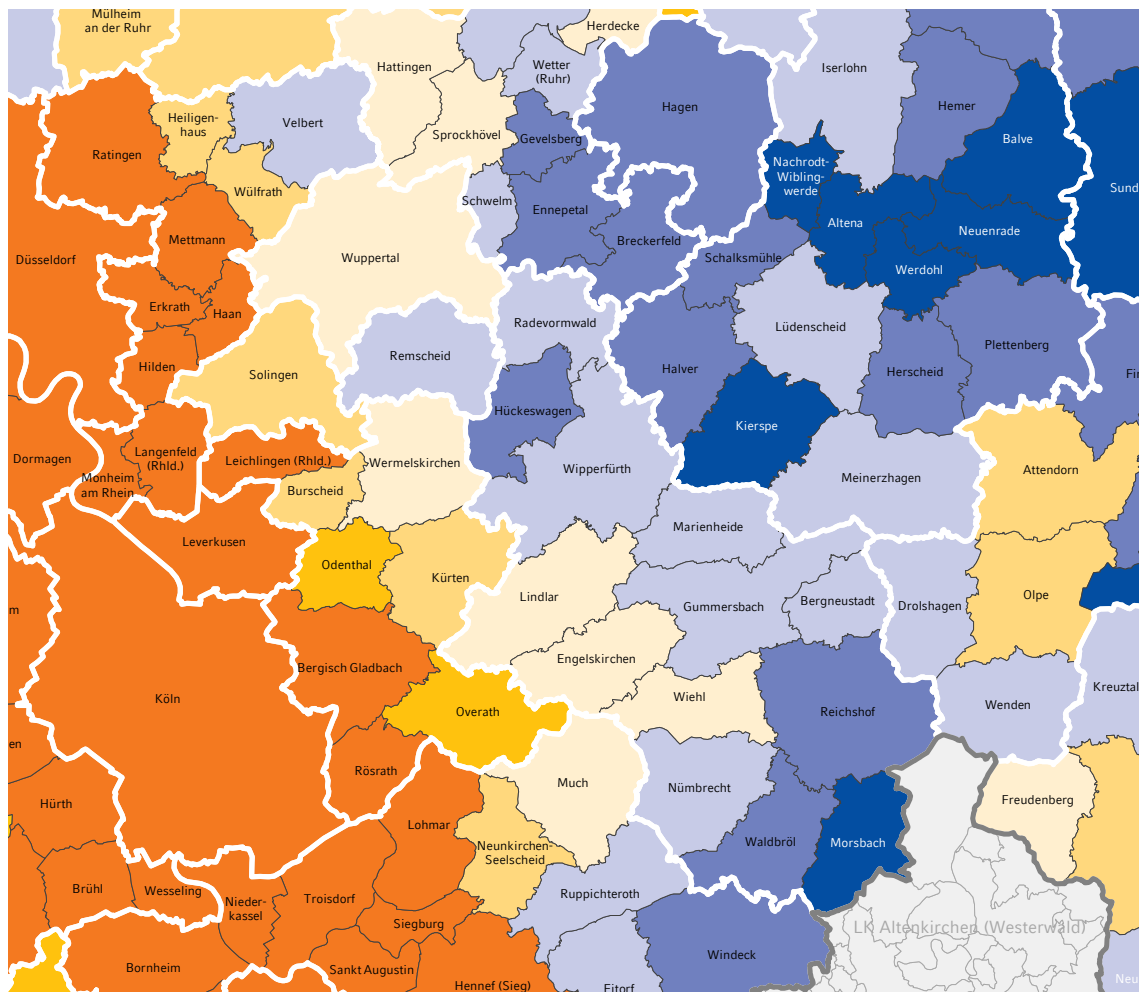 Mülheim
an der Ruhr
Herdecke
Hattingen
Wetter
(Ruhr)
Iserlohn
Hagen
Hemer
Heiligen-
haus
Velbert
Sprockhövel
Gevelsberg
Balve
Ratingen
Nachrodt-
Wibling-
werde
Sund
Wülfrath
Schwelm
Ennepetal
Altena
Mettmann
Breckerfeld
Neuenrade
Düsseldorf
Wuppertal
Schalksmühle
Werdohl
Erkrath
Haan
Radevormwald
Lüdenscheid
Plettenberg
Remscheid
Hilden
Solingen
Halver
Herscheid
Fin
Hückeswagen
Kierspe
Langenfeld
(Rhld.)
Dormagen
Leichlingen (Rhld.)
Wermelskirchen
Wipperfürth
Attendorn
Monheim
am Rhein
Burscheid
Meinerzhagen
Marienheide
Leverkusen
Odenthal
Kürten
Lindlar
Gummersbach
Bergneustadt
Drolshagen
Olpe
m
Bergisch Gladbach
Engelskirchen
Köln
Wiehl
Kreuztal
Overath
Reichshof
Wenden
en
Rösrath
Much
Nümbrecht
Freudenberg
Hürth
Lohmar
Neunkirchen-
Seelscheid
Waldbröl
Morsbach
Brühl
Wesseling
Nieder-
kassel
Troisdorf
Ruppichteroth
Siegburg
LK Altenkirchen (Westerwald)
Windeck
Bornheim
Sankt Augustin
Hennef (Sieg)
Eitorf
Neu